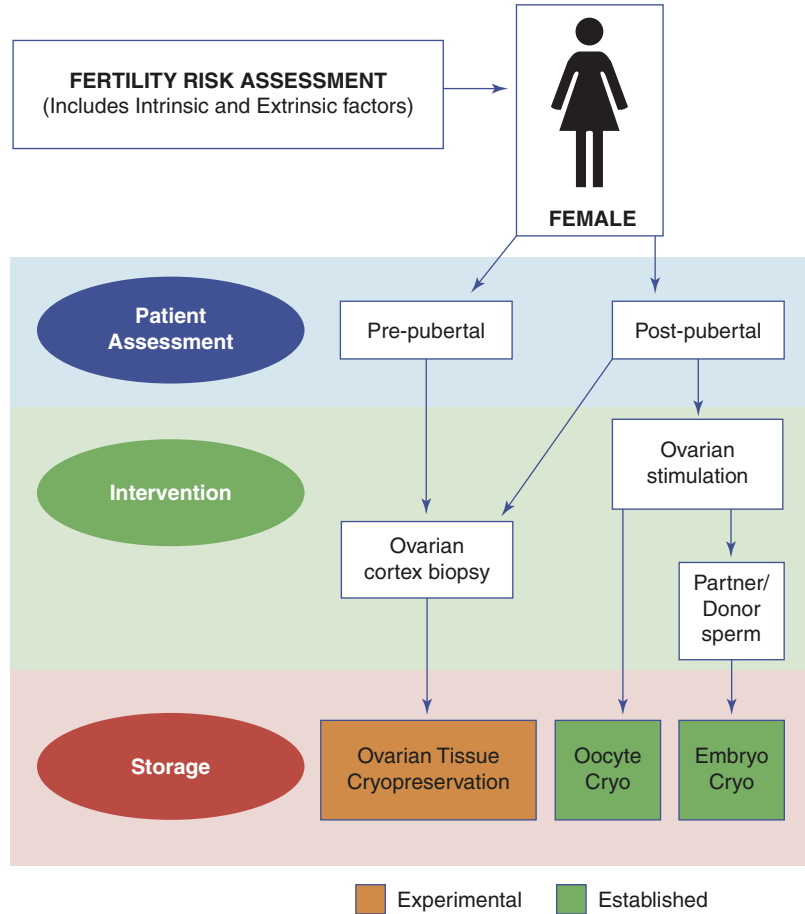 FERTILITY RISK ASSESSMENT
(Includes Intrinsic and Extrinsic factors)
FEMALE
Patient
Assessment
Pre-pubertal
Post-pubertal
Intervention
Ovarian
stimulation
Ovarian
cortex biopsy
Partner/
Donor
sperm
Storage
Ovarian Tissue
Cryopreservation
Oocyte
Cryo
Embryo
Cryo
Experimental
Established